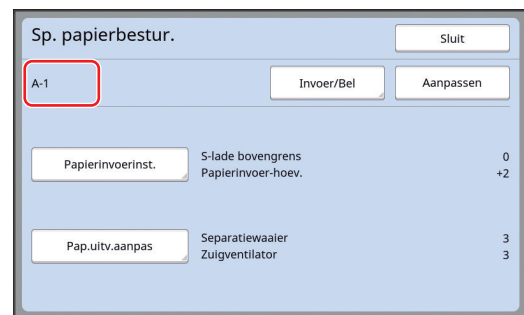 Sp. papierbestur.
Sluit
A-1
Invoer/Bel
Aanpassen
Papierinvoerinst.
S-lade bovengrens 0
Papierinvoer-hoev. +2
Pap.uitv.aanpas
Separatiewaaier 3
Zuigventilator 3